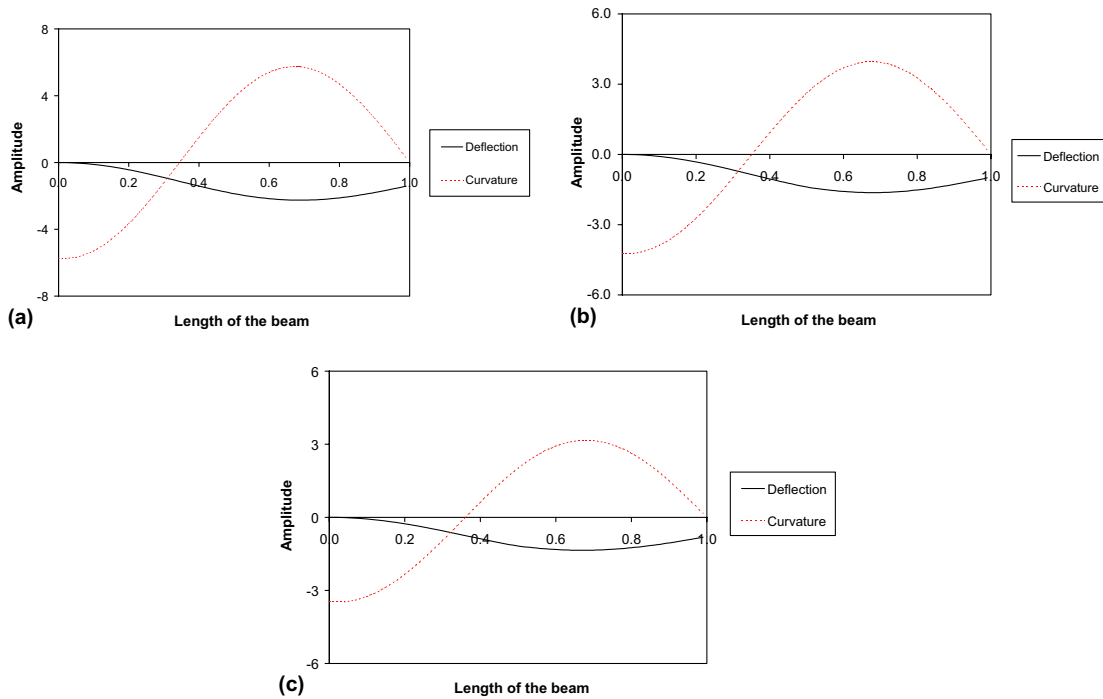 8
4
0
-4
-8
0.0
0.2
0.4
0.6
0.8
1.0
Amplitude
Length of the beam
Deflection
Curvature
(a)
6.0
3.0
0.0
-3.0
-6.0
0.0
0.2
0.4
0.6
0.8
1.0
Amplitude
Length of the beam
Deflection
Curvature
(b)
6
3
0
-3
-6
0.0
0.2
0.4
0.6
0.8
1.0
Amplitude
Length of the beam
Deflection
Curvature
(c)